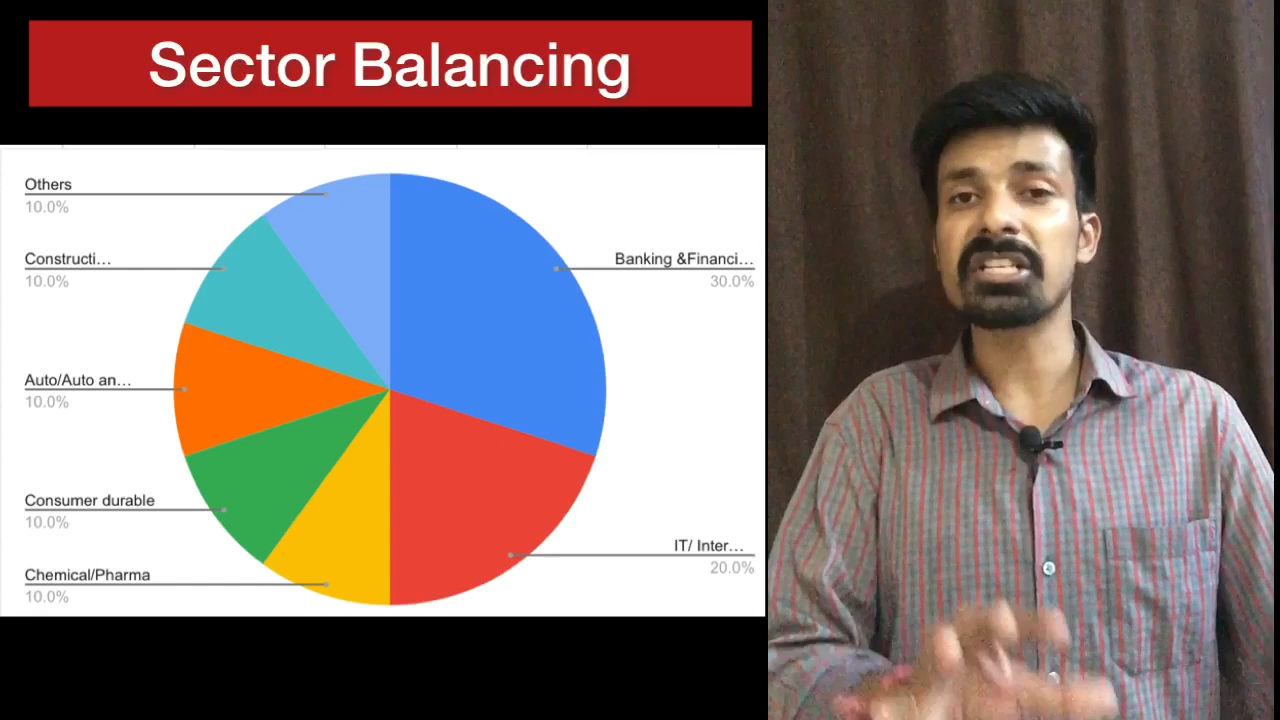 Sector Balancing
Others
10.0%
Constructi...
10.0%
Auto/Auto an...
10.0%
Consumer durable
10.0%
Chemical/Pharma
10.0%
Banking &Financi...
30.0%
IT/ Inter...
20.0%